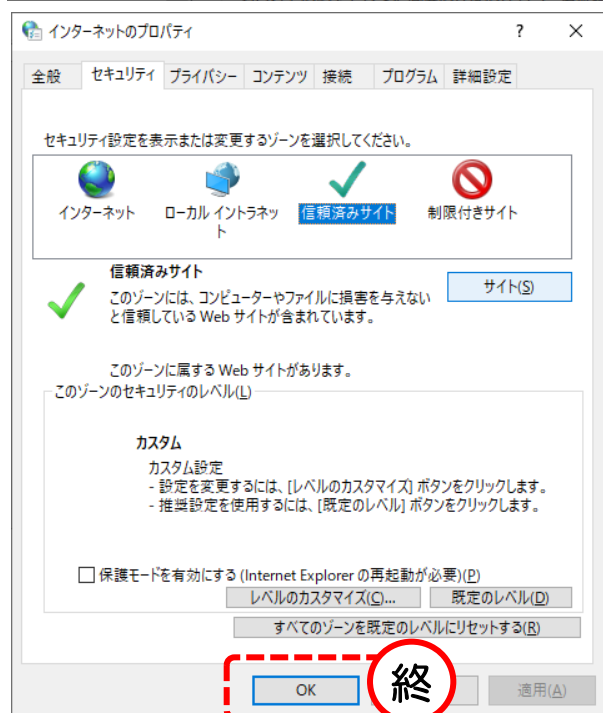 インターネットのプロパティ
?
×
全般 セキュリティ プライバシー コンテンツ 接続 プログラム 詳細設定
セキュリティ設定を表示または変更するゾーンを選択してください。
インターネット ローカル イントラネッ 信頼済みサイト 制限付きサイト
ト
信頼済みサイト
サイト(S)
このゾーンには、コンピューターやファイルに損害を与えない
と信頼している Web サイトが含まれています。
このゾーンに属する Web サイトがあります。
このゾーンのセキュリティのレベル(L)
カスタム
カスタム設定
- 設定を変更するには、[レベルのカスタマイズ] ボタンをクリックします。
- 推奨設定を使用するには、[既定のレベル] ボタンをクリックします。
保護モードを有効にする (Internet Explorer の再起動が必要)(P)
レベルのカスタマイズ(C)... 既定のレベル(D)
すべてのゾーンを既定のレベルにリセットする(R)
OK 終 適用(A)